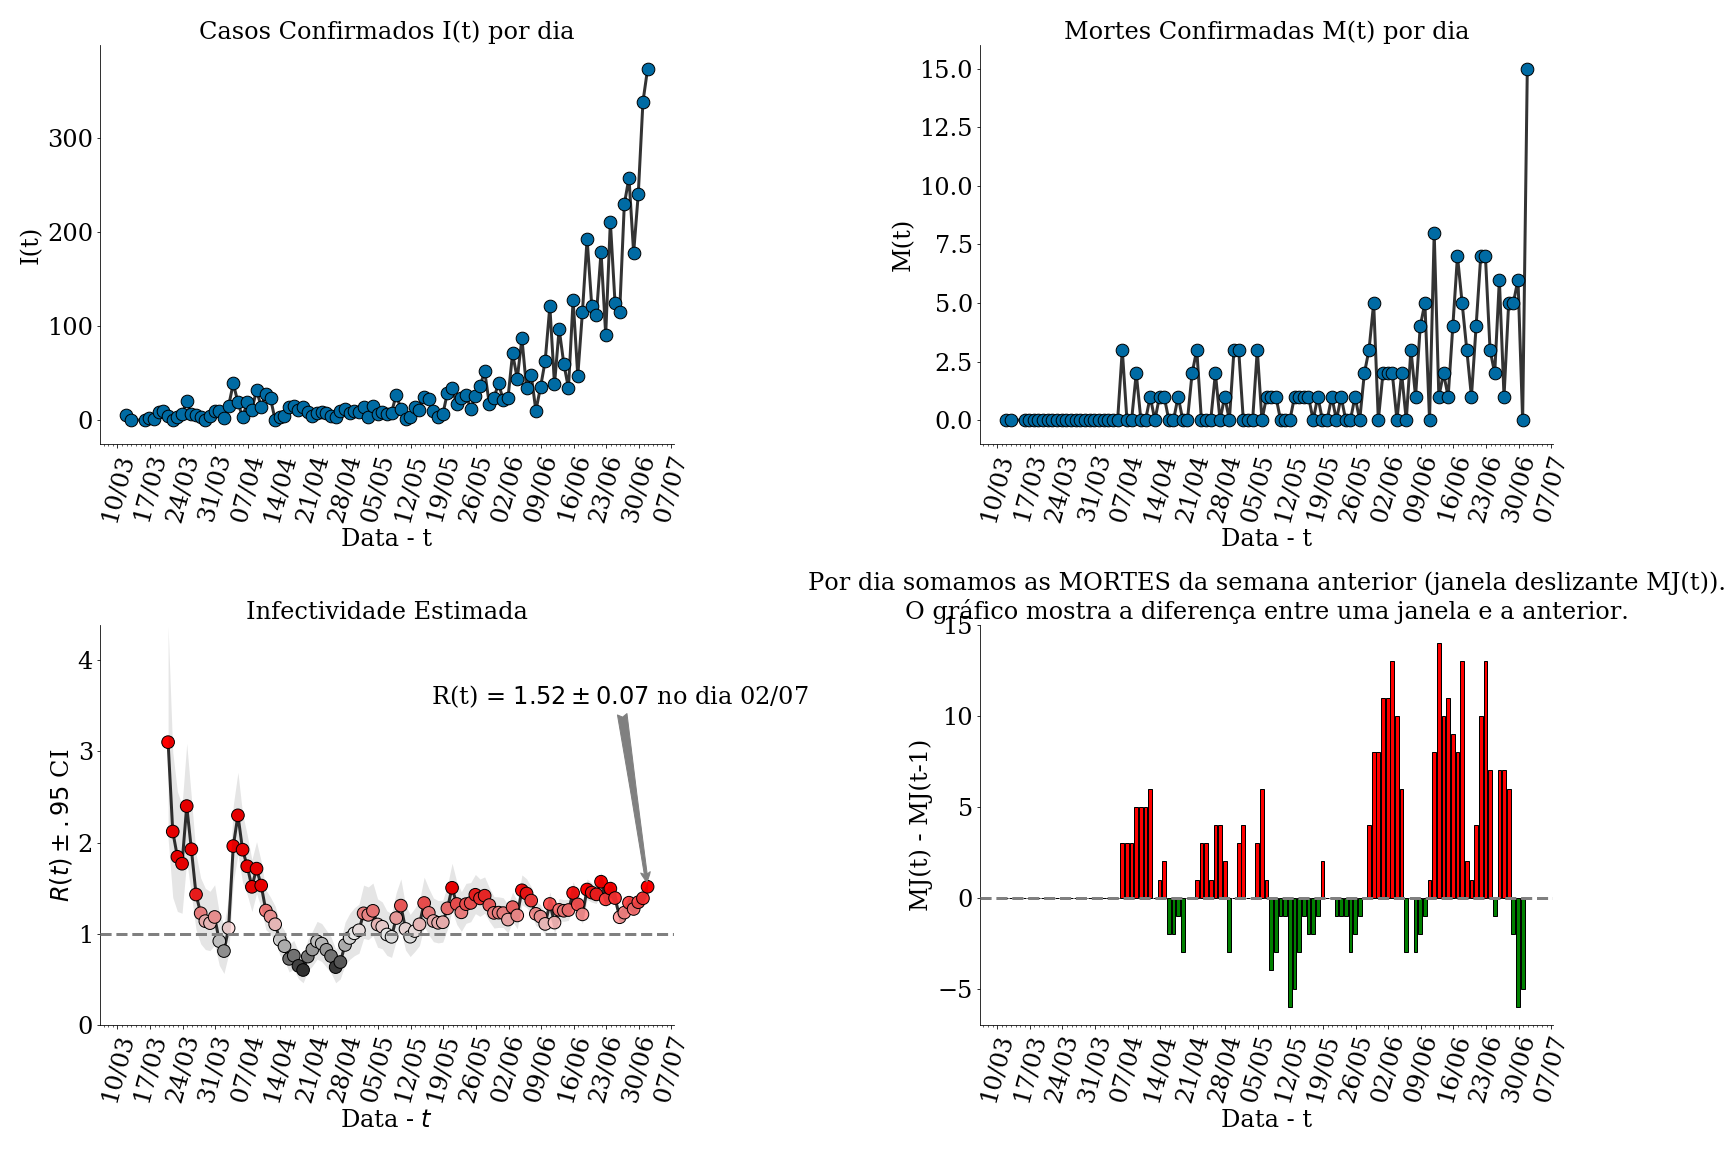 Casos Confirmados I(t) por dia
I(t)
300
200
100
0
10/03 17/03 24/03 31/03 07/04 14/04 21/04 28/04 05/05 12/05 19/05 26/05 02/06 09/06 16/06 23/06 30/06 07/07
Data - t
Mortes Confirmadas M(t) por dia
M(t)
15.0
12.5
10.0
7.5
5.0
2.5
0.0
10/03 17/03 24/03 31/03 07/04 14/04 21/04 28/04 05/05 12/05 19/05 26/05 02/06 09/06 16/06 23/06 30/06 07/07
Data - t
Infectividade Estimada
R(t) ± .95 CI
4
3
2
1
0
R(t) = 1.52 ± 0.07 no dia 02/07
10/03 17/03 24/03 31/03 07/04 14/04 21/04 28/04 05/05 12/05 19/05 26/05 02/06 09/06 16/06 23/06 30/06 07/07
Data - t
Por dia somamos as MORTES da semana anterior (janela deslizante MJ(t)).
O gráfico mostra a diferença entre uma janela e a anterior.
MJ(t) - MJ(t-1)
15
10
5
0
−5
10/03 17/03 24/03 31/03 07/04 14/04 21/04 28/04 05/05 12/05 19/05 26/05 02/06 09/06 16/06 23/06 30/06 07/07
Data - t